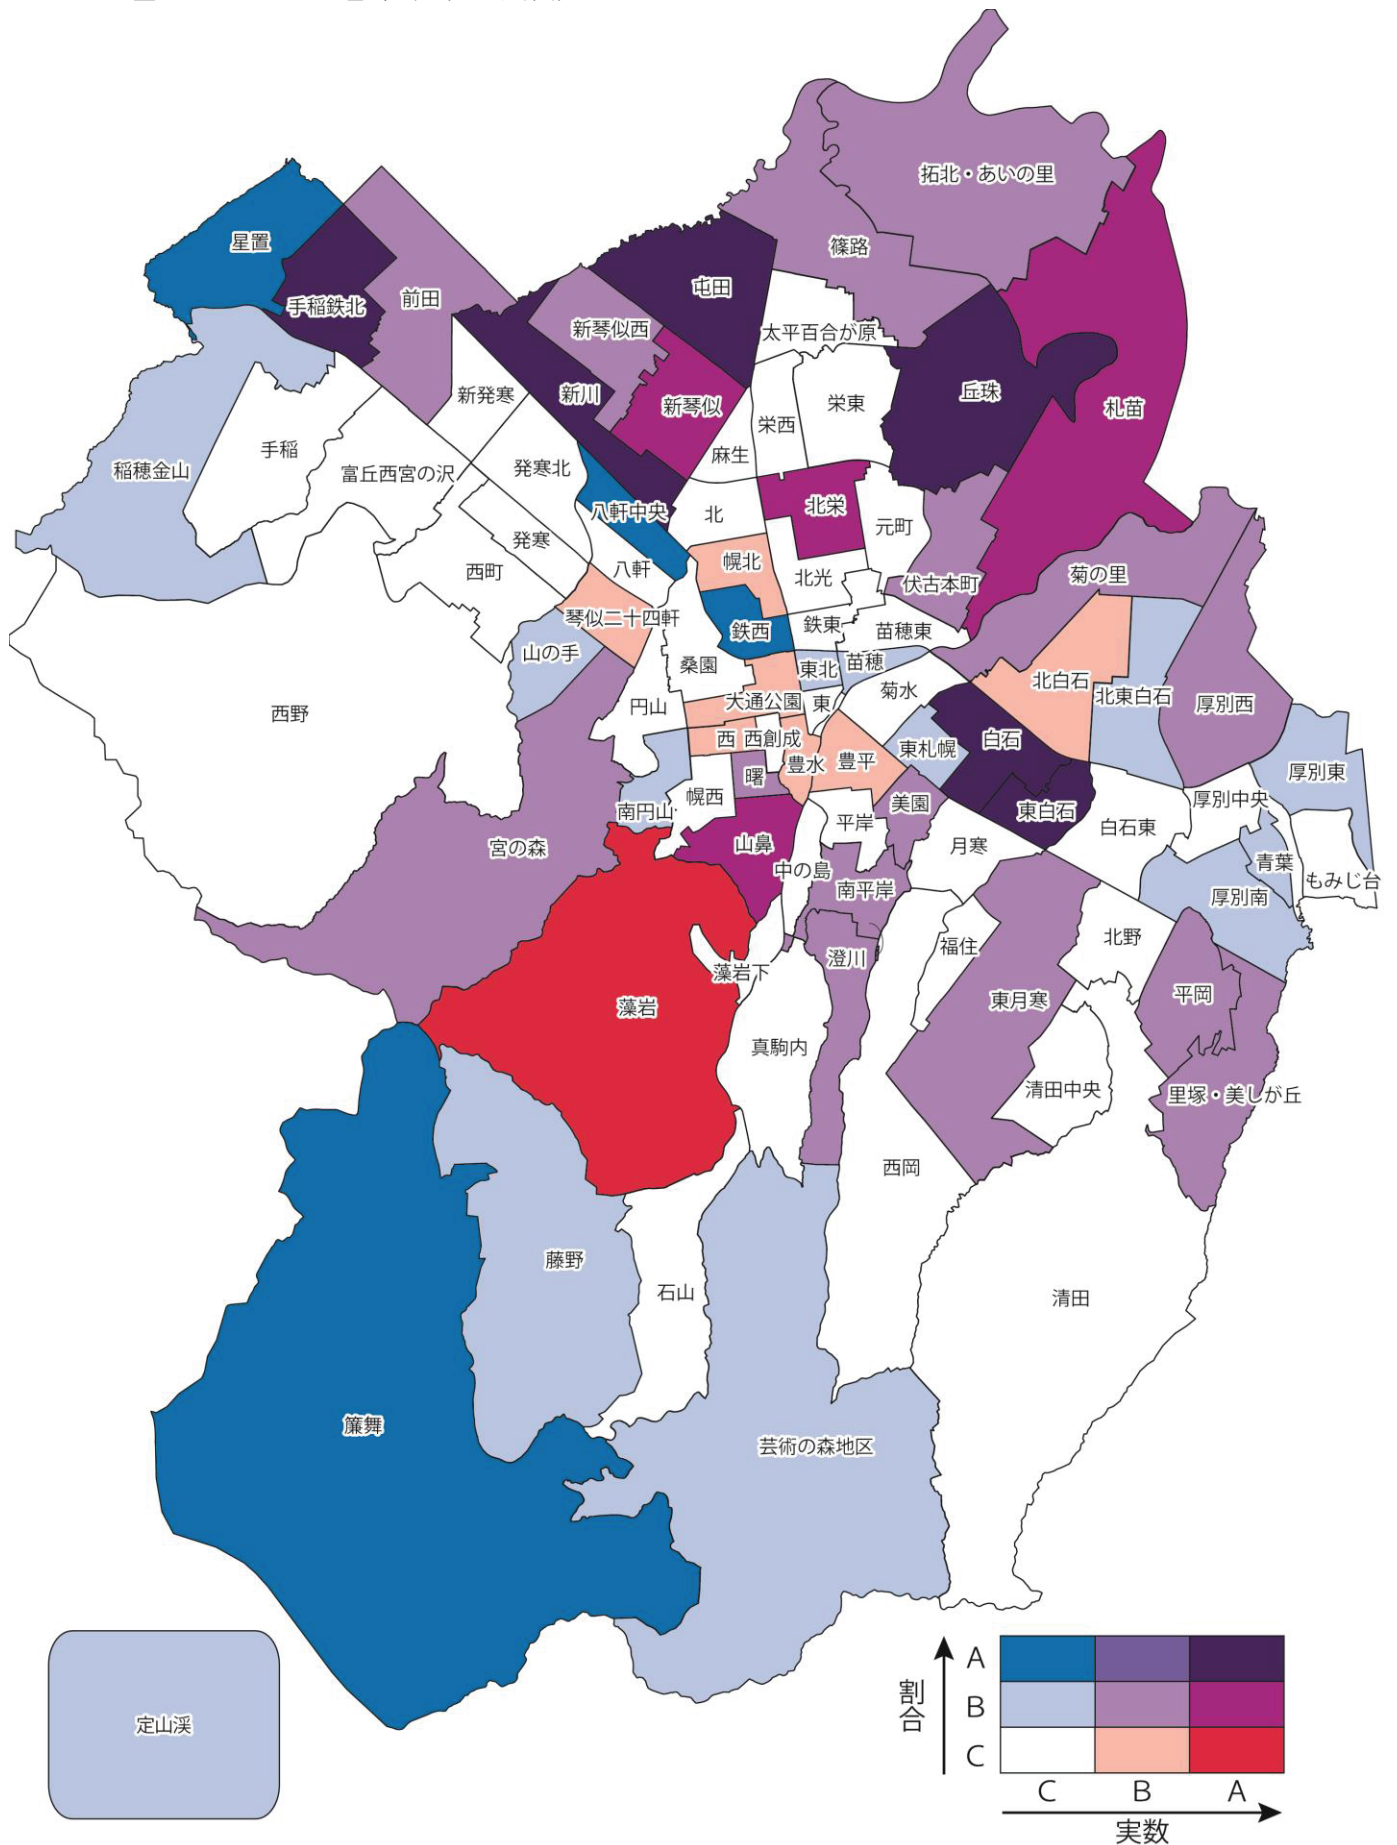 拓北・あいの里
篠路
星置
手稲鉄北
前田
屯田
新琴似西
太平百合が原
新発寒
新川
新琴似
丘珠
札苗
栄東
栄西
麻生
手稲
稲穂金山
富丘西宮の沢
発寒北
八軒中央
北
北栄
元町
発寒
西町
八軒
幌北
北光
伏古本町
菊の里
琴似二十四軒
鉄西
鉄東
苗穂東
山の手
桑園
東北
苗穂
菊水
北白石
北東白石
厚別西
西野
円山
大通公園
東
西
西創成
豊水
豊平
東札幌
白石
厚別東
曙
南円山
幌西
美園
平岸
東白石
厚別中央
白石東
宮の森
山鼻
中の島
月寒
青葉
もみじ台
南平岸
厚別南
福住
北野
澄川
藻岩下
藻岩
東月寒
平岡
真駒内
清田中央
里塚・美しが丘
西岡
藤野
石山
清田
簾舞
芸術の森地区
定山渓
割合
A
B
C
C B A
実数